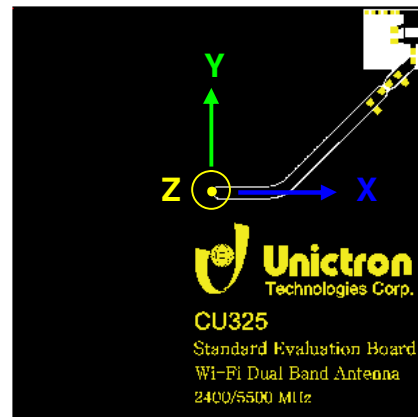 Y
Z
X
Unictron
Technologies Corp.
CU325
Standard Evaluation Board
Wi-Fi Dual Band Antenna
2400/5500 MHz